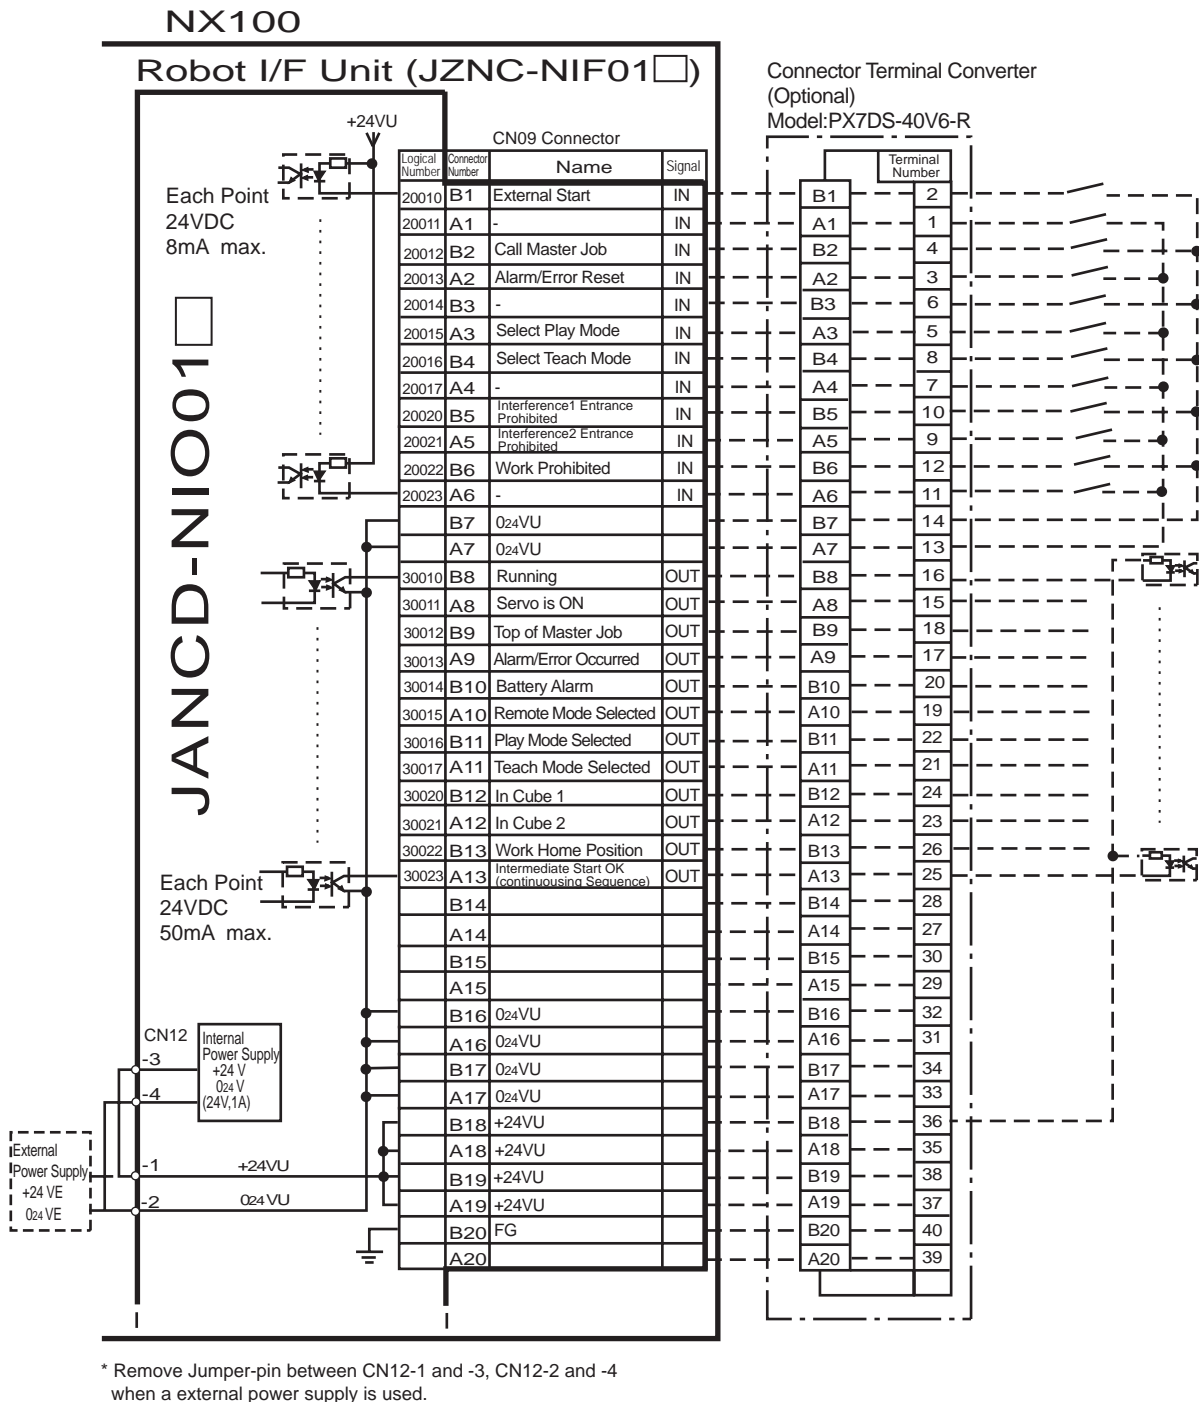 NX100
Robot I/F Unit (JZNC-NIF01□)
Connector Terminal Converter
(Optional)
Model:PX7DS-40V6-R
+24VU
CN09 Connector
Logical Number Connector Number Name Signal Terminal Number
Each Point
24VDC
8mA max.
JANCD-NIO01□
20010 B1 External Start IN B1 2
20011 A1 - IN A1 1
20012 B2 Call Master Job IN B2 4
20013 A2 Alarm/Error Reset IN A2 3
20014 B3 - IN B3 6
20015 A3 Select Play Mode IN A3 5
20016 B4 Select Teach Mode IN B4 8
20017 A4 - IN A4 7
20020 B5 Interference1 Entrance Prohibited IN B5 10
20021 A5 Interference2 Entrance Prohibited IN A5 9
20022 B6 Work Prohibited IN B6 12
20023 A6 - IN A6 11
B7 024VU B7 14
A7 024VU A7 13
30010 B8 Running OUT B8 16
30011 A8 Servo is ON OUT A8 15
30012 B9 Top of Master Job OUT B9 18
30013 A9 Alarm/Error Occurred OUT A9 17
30014 B10 Battery Alarm OUT B10 20
30015 A10 Remote Mode Selected OUT A10 19
30016 B11 Play Mode Selected OUT B11 22
30017 A11 Teach Mode Selected OUT A11 21
30020 B12 In Cube 1 OUT B12 24
30021 A12 In Cube 2 OUT A12 23
30022 B13 Work Home Position OUT B13 26
30023 A13 Intermediate Start OK (continuousing Sequence) OUT A13 25
Each Point
24VDC
50mA max.
B14 B14 28
A14 A14 27
B15 B15 30
A15 A15 29
B16 024VU B16 32
A16 024VU A16 31
B17 024VU B17 34
A17 024VU A17 33
B18 +24VU B18 36
A18 +24VU A18 35
B19 +24VU B19 38
A19 +24VU A19 37
B20 FG B20 40
A20 A20 39
CN12
-3
-4
Internal
Power Supply
+24 V
024 V
(24V,1A)
External
Power Supply
+24 VE
024 VE
-1 +24VU
-2 024 VU
* Remove Jumper-pin between CN12-1 and -3, CN12-2 and -4
when a external power supply is used.